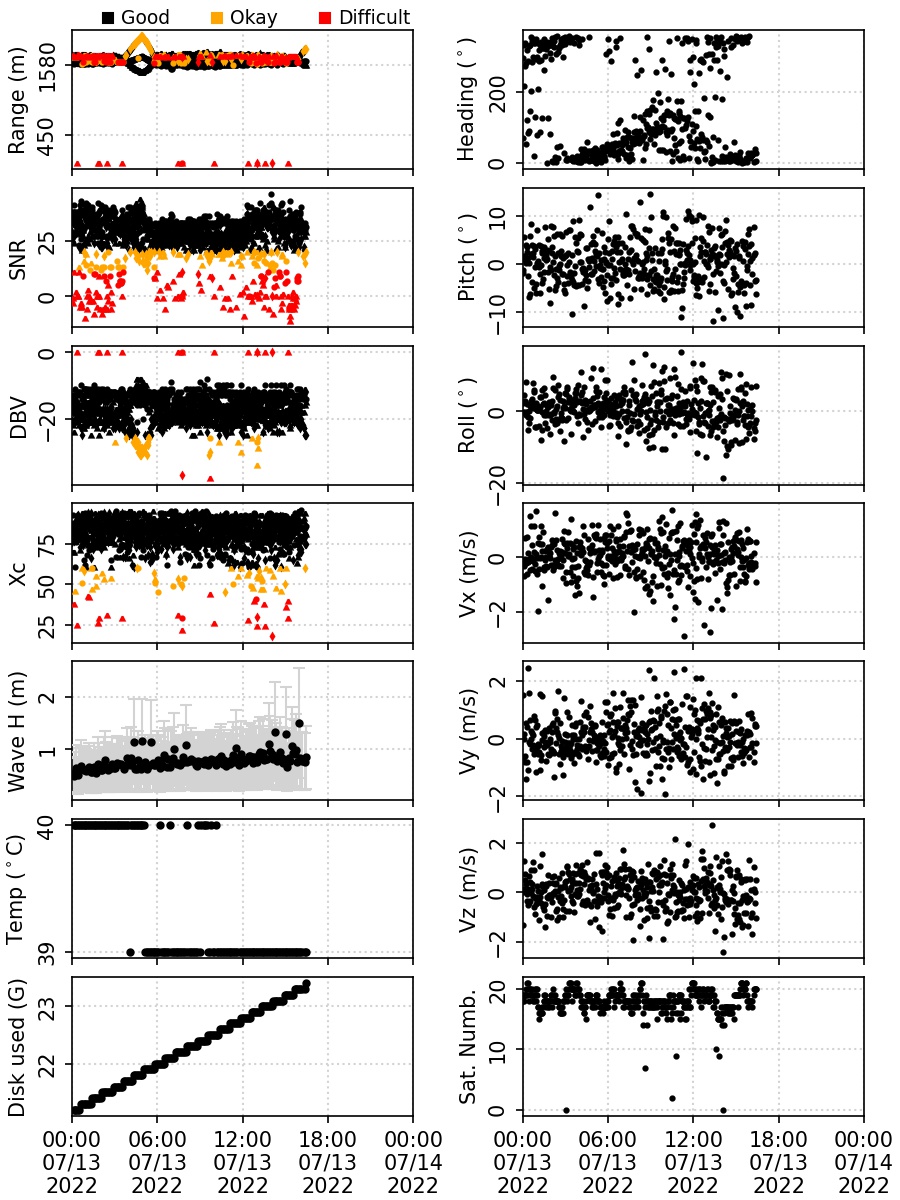 Good Okay Difficult
Range (m)
1580
450
Heading (°)
200
0
SNR
25
0
Pitch (°)
10
0
−10
DBV
0
−20
Roll (°)
0
−20
Xc
75
50
25
Vx (m/s)
0
−2
Wave H (m)
2
1
Vy (m/s)
2
0
−2
Temp (°C)
40
39
Vz (m/s)
2
0
−2
Disk used (G)
23
22
Sat. Numb.
20
10
0
00:00 06:00 12:00 18:00 00:00
07/13 07/13 07/13 07/13 07/14
2022 2022 2022 2022 2022
00:00 06:00 12:00 18:00 00:00
07/13 07/13 07/13 07/13 07/14
2022 2022 2022 2022 2022